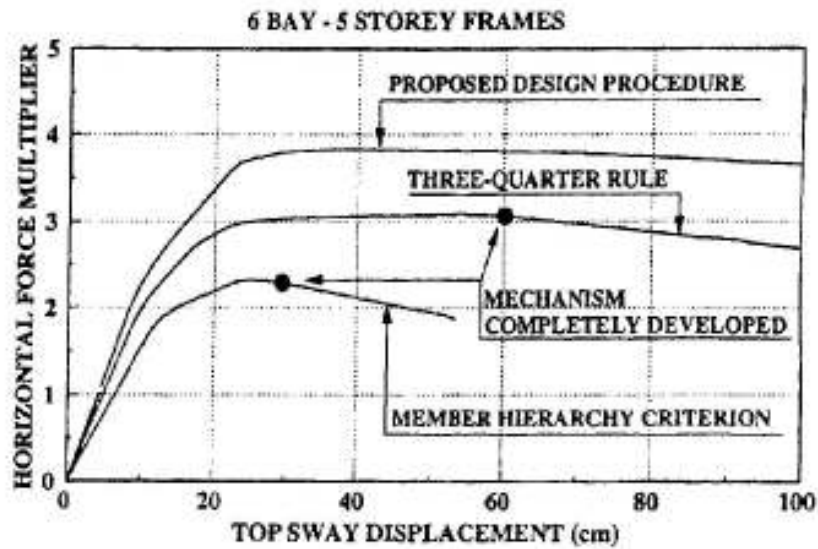 6 BAY - 5 STOREY FRAMES
HORIZONTAL FORCE MULTIPLIER
5
4
3
2
1
0
PROPOSED DESIGN PROCEDURE
THREE-QUARTER RULE
MECHANISM
COMPLETELY DEVELOPED
MEMBER HIERARCHY CRITERION
0 20 40 60 80 100
TOP SWAY DISPLACEMENT (cm)